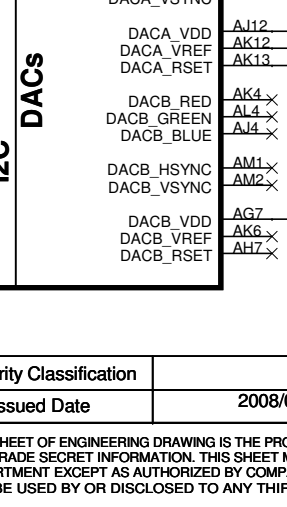 DACA_VSYNC
DACA_VDD AJ12
DACA_VREF AK12
DACA_RSET AK13
DACs
I2C
DACB_RED AK4
DACB_GREEN AL4
DACB_BLUE AJ4
DACB_HSYNC AM1
DACB_VSYNC AM2
DACB_VDD AG7
DACB_VREF AK6
DACB_RSET AH7
rity Classification
ssued Date 2008/0
HEET OF ENGINEERING DRAWING IS THE PRO
RADE SECRET INFORMATION. THIS SHEET M
RTMENT EXCEPT AS AUTHORIZED BY COMP
BE USED BY OR DISCLOSED TO ANY THIR